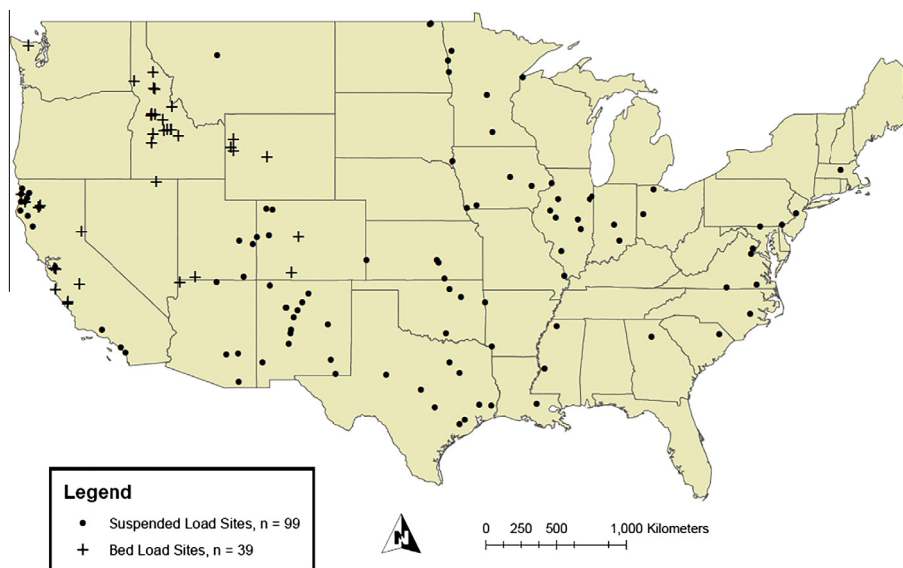 Legend
Suspended Load Sites, n = 99
Bed Load Sites, n = 39
N
0 250 500 1,000 Kilometers